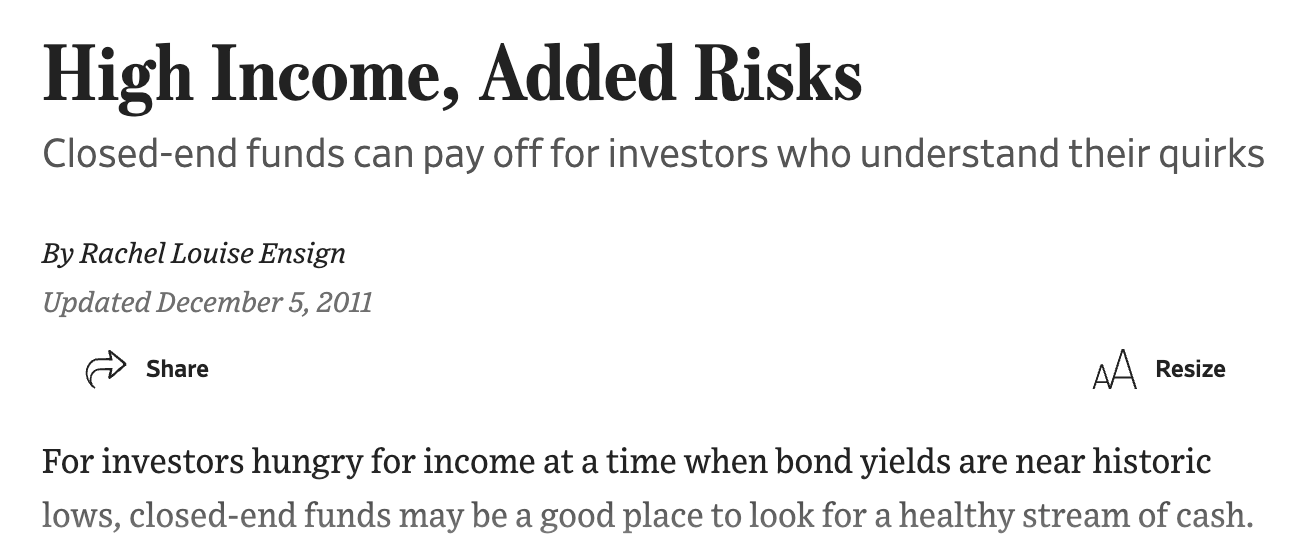 High Income, Added Risks
Closed-end funds can pay off for investors who understand their quirks
By Rachel Louise Ensign
Updated December 5, 2011
Share
Resize
For investors hungry for income at a time when bond yields are near historic
lows, closed-end funds may be a good place to look for a healthy stream of cash.